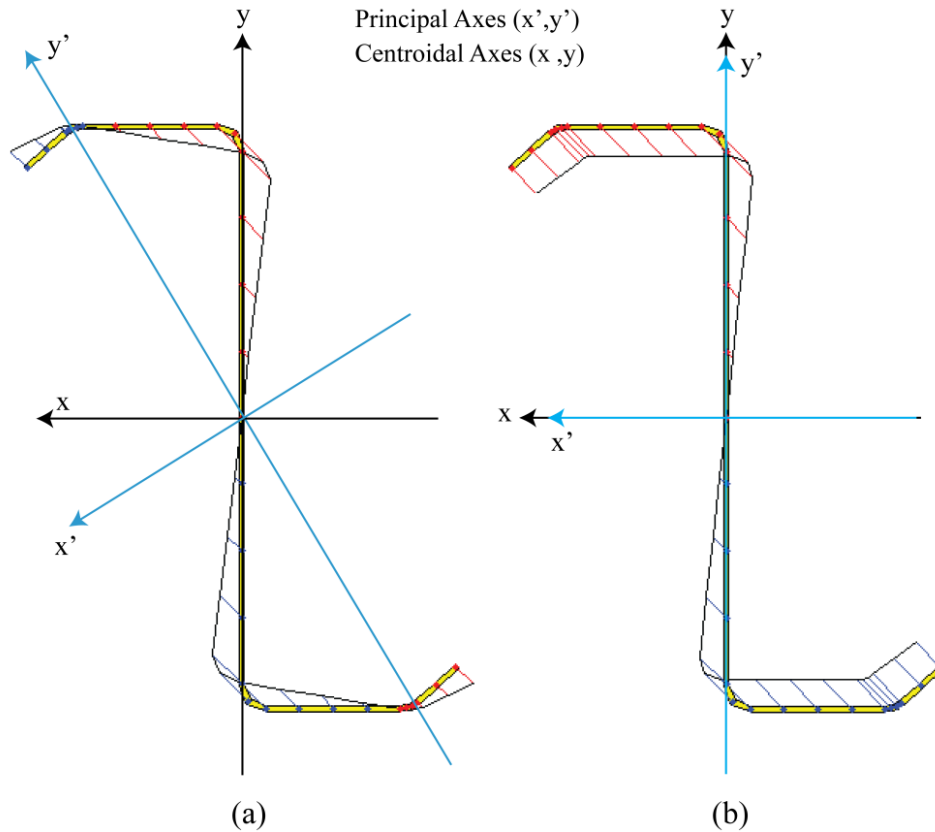 Principal Axes (x’,y’)
Centroidal Axes (x ,y)
y’
y
x
x’
(a)
y
y’
x
x’
(b)